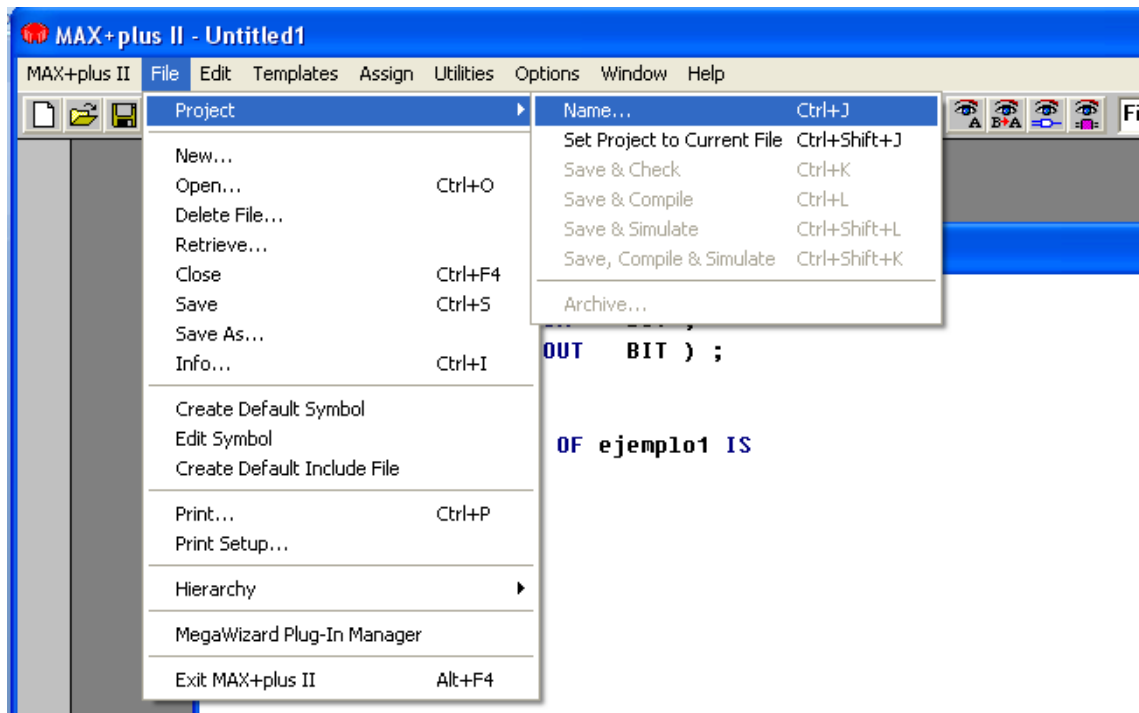 MAX+plus II - Untitled1
MAX+plus II File Edit Templates Assign Utilities Options Window Help
A B A
Project
New...
Open... Ctrl+O
Delete File...
Retrieve...
Close Ctrl+F4
Save Ctrl+S
Save As...
Info... Ctrl+I
Create Default Symbol
Edit Symbol
Create Default Include File
Print... Ctrl+P
Print Setup...
Hierarchy
MegaWizard Plug-In Manager
Exit MAX+plus II Alt+F4
Name... Ctrl+J
Set Project to Current File Ctrl+Shift+J
Save & Check Ctrl+K
Save & Compile Ctrl+L
Save & Simulate Ctrl+Shift+L
Save, Compile & Simulate Ctrl+Shift+K
Archive...
OUT BIT ) ;
OF ejemplo1 IS